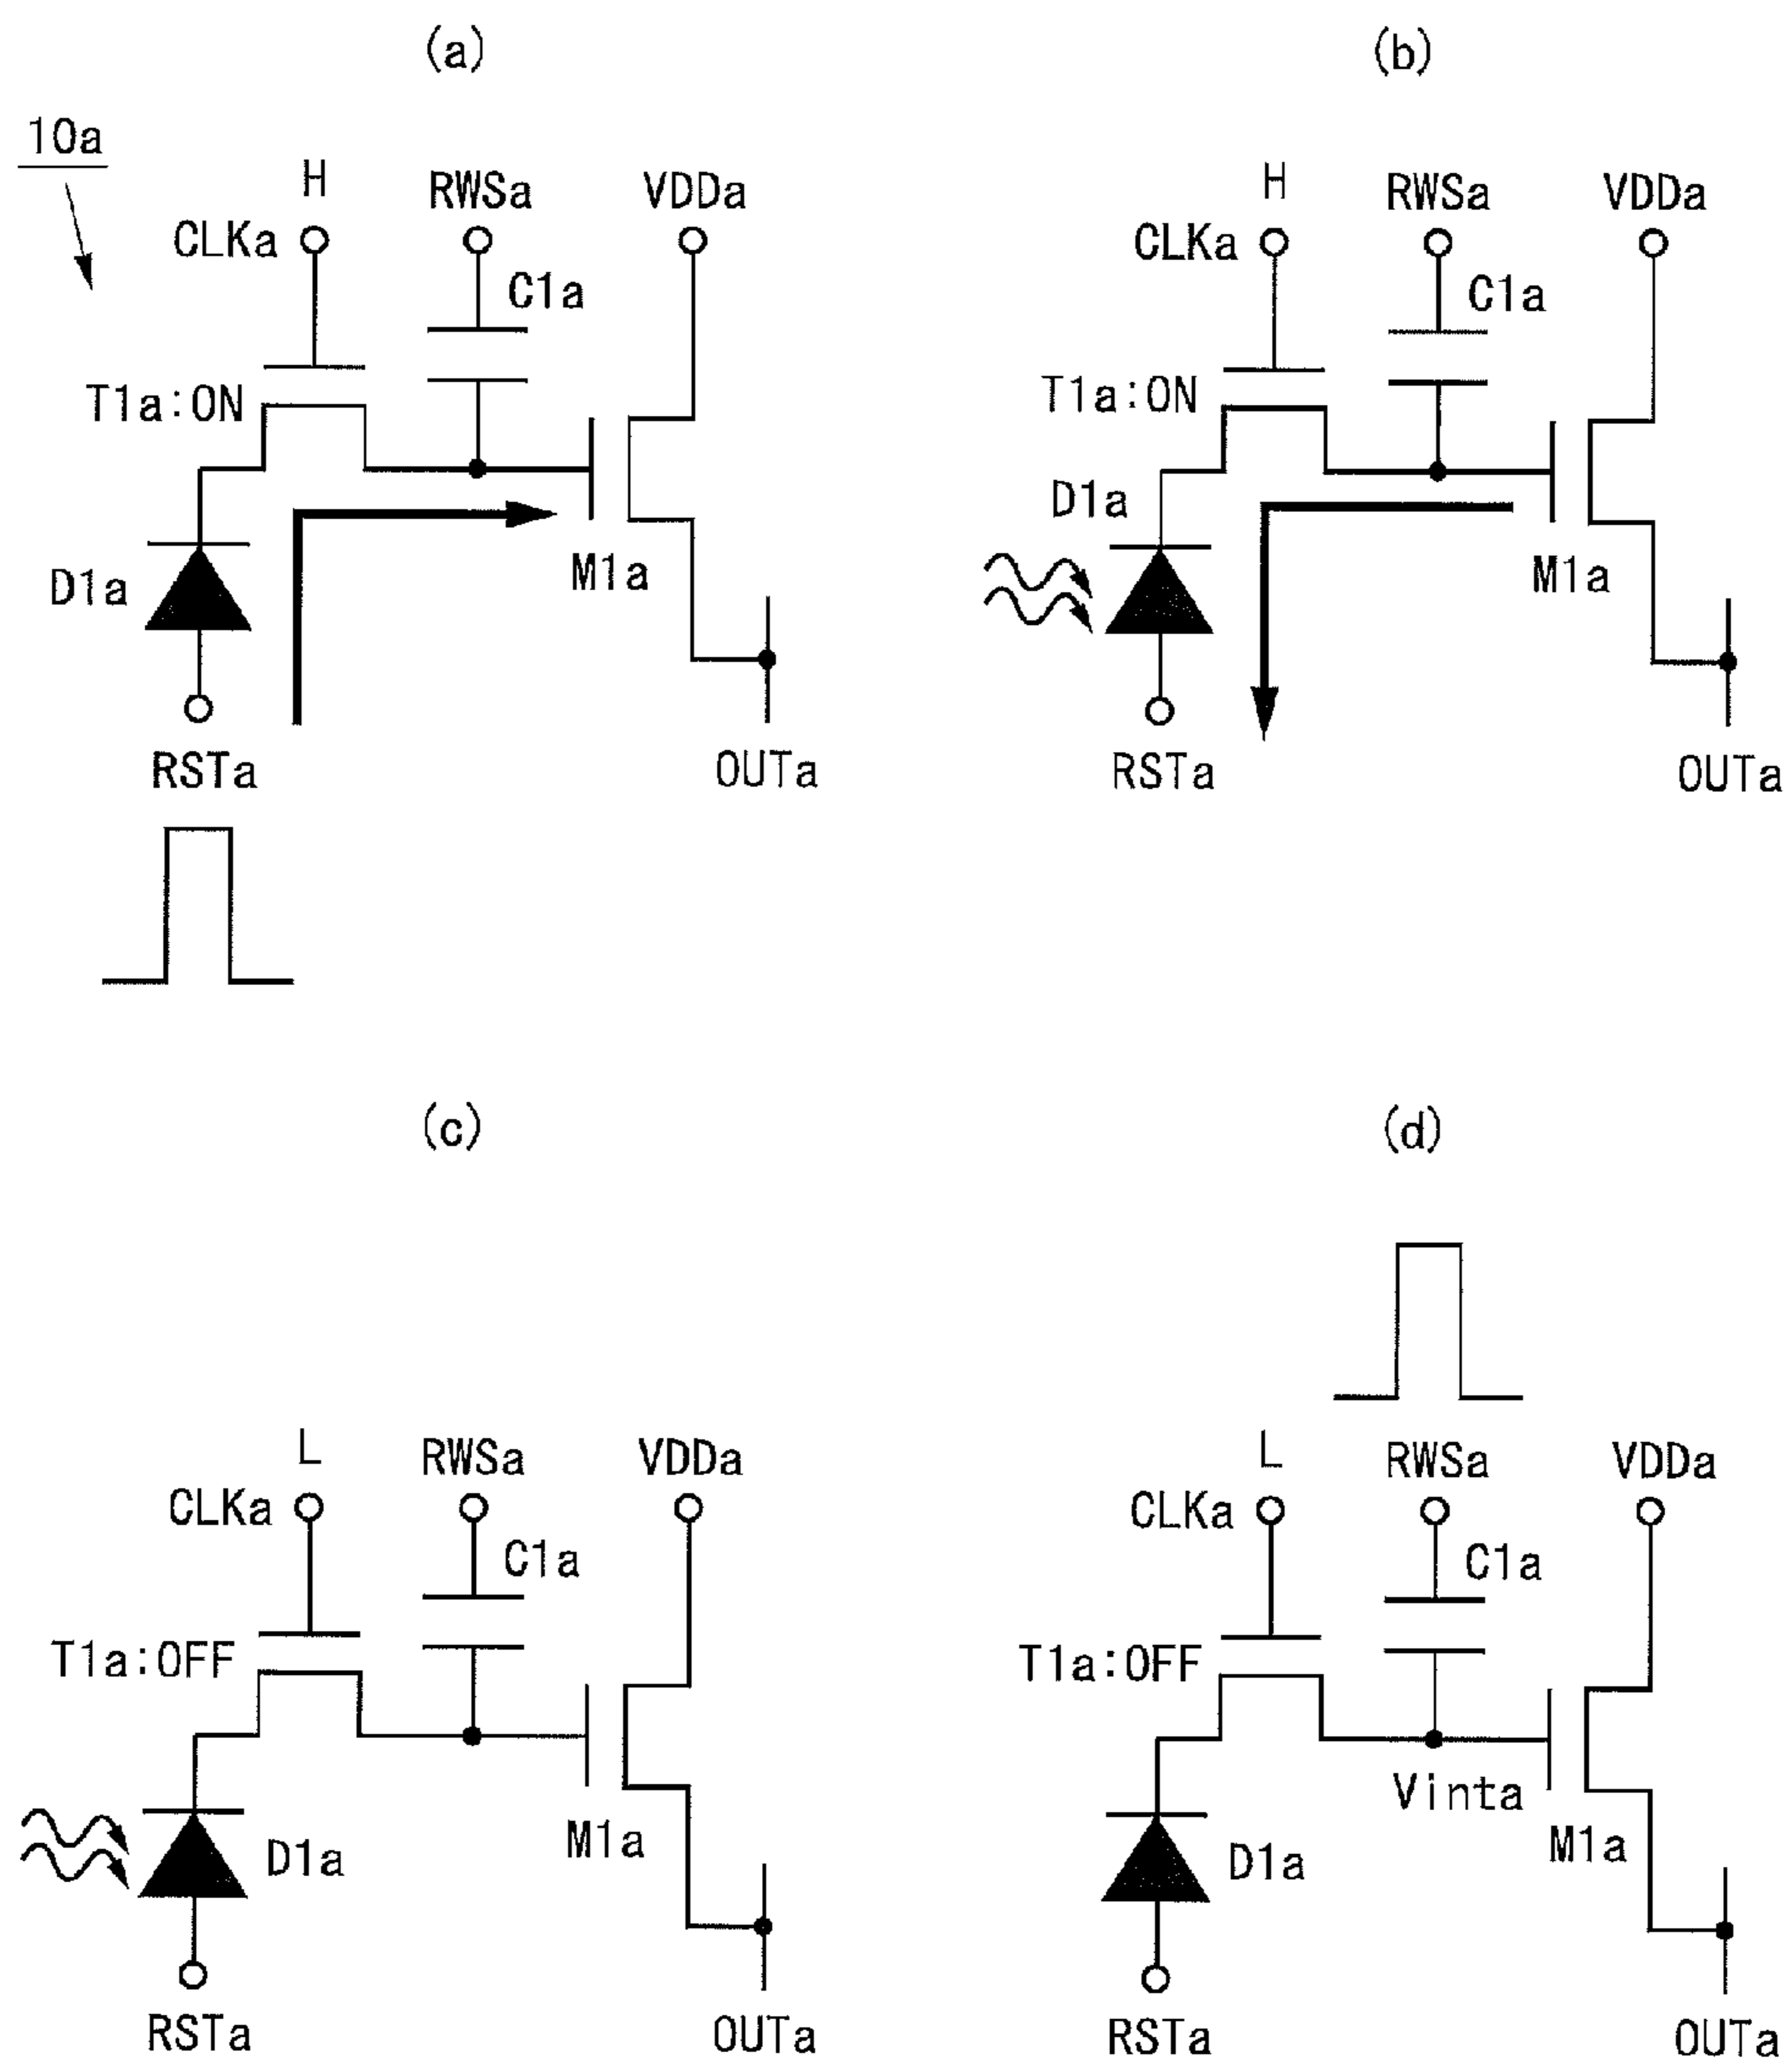 (a)
10a
H
RWSa
VDDa
CLKa
C1a
T1a:ON
D1a
M1a
RSTa
OUTa
(b)
H
RWSa
VDDa
CLKa
C1a
T1a:ON
D1a
M1a
RSTa
OUTa
(c)
L
RWSa
VDDa
CLKa
C1a
T1a:OFF
M1a
D1a
RSTa
OUTa
(d)
L
RWSa
VDDa
CLKa
C1a
T1a:OFF
Vinta
M1a
D1a
RSTa
OUTa